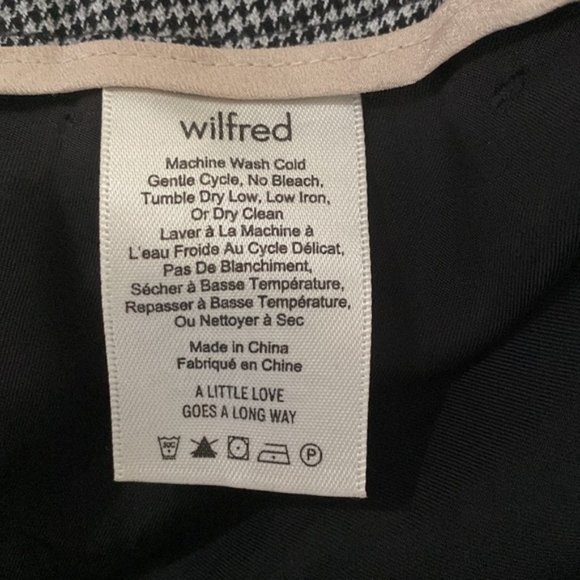 wilfred
Machine Wash Cold
Gentle Cycle, No Bleach,
Tumble Dry Low, Low Iron,
Or Dry Clean
Laver à La Machine à
L'eau Froide Au Cycle Délicat,
Pas De Blanchiment,
Sécher à Basse Température,
Repasser à Basse Température,
Ou Nettoyer à Sec
Made in China
Fabriqué en Chine
A LITTLE LOVE
GOES A LONG WAY
30C P